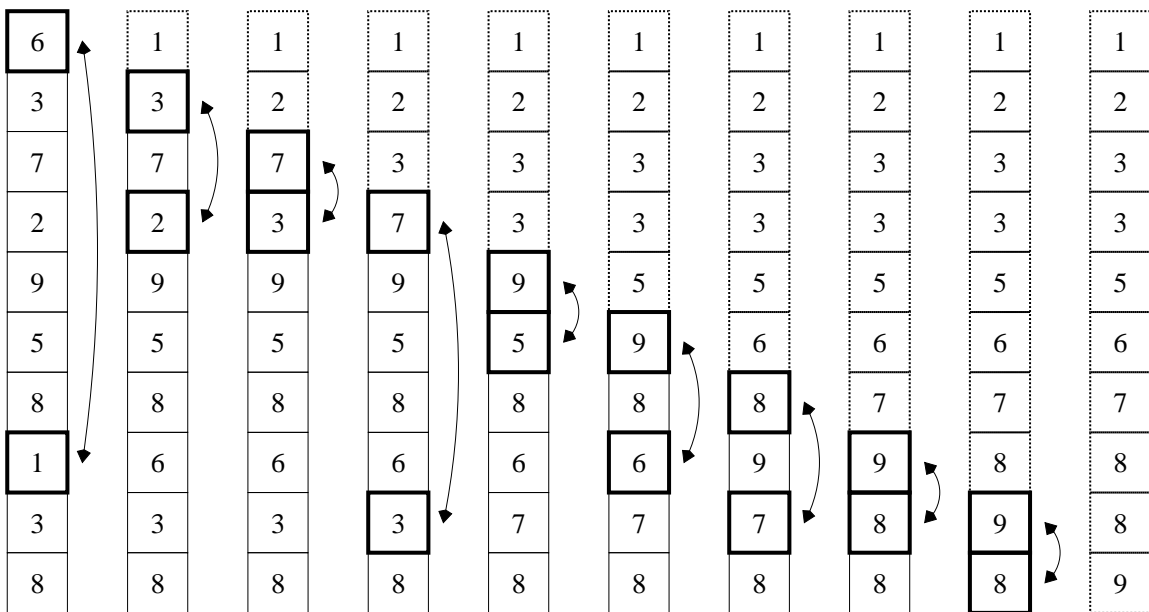 6 1 1 1 1 1 1 1 1 1
3 3 2 2 2 2 2 2 2 2
7 7 7 3 3 3 3 3 3 3
2 2 3 7 3 3 3 3 3 3
9 9 9 9 9 5 5 5 5 5
5 5 5 5 5 9 6 6 6 6
8 8 8 8 8 8 8 7 7 7
1 6 6 6 6 6 9 9 8 8
3 3 3 3 7 7 7 8 9 8
8 8 8 8 8 8 8 8 8 9